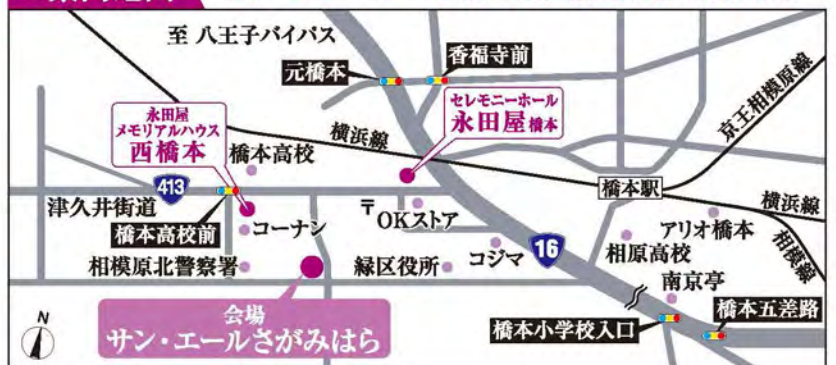 至 八王子バイパス
元橋本
香福寺前
永田屋
メモリアルハウス
西橋本
橋本高校
横浜線
セレモニーホール
永田屋 橋本
京王相模原線
橋本駅
413
津久井街道
橋本高校前
コーナン
〒
OKストア
横浜線
アリオ橋本
相模線
相模原北警察署
緑区役所
コジマ
16
相原高校
南京亭
会場
サン・エールさがみはら
橋本小学校入口
橋本五差路
N